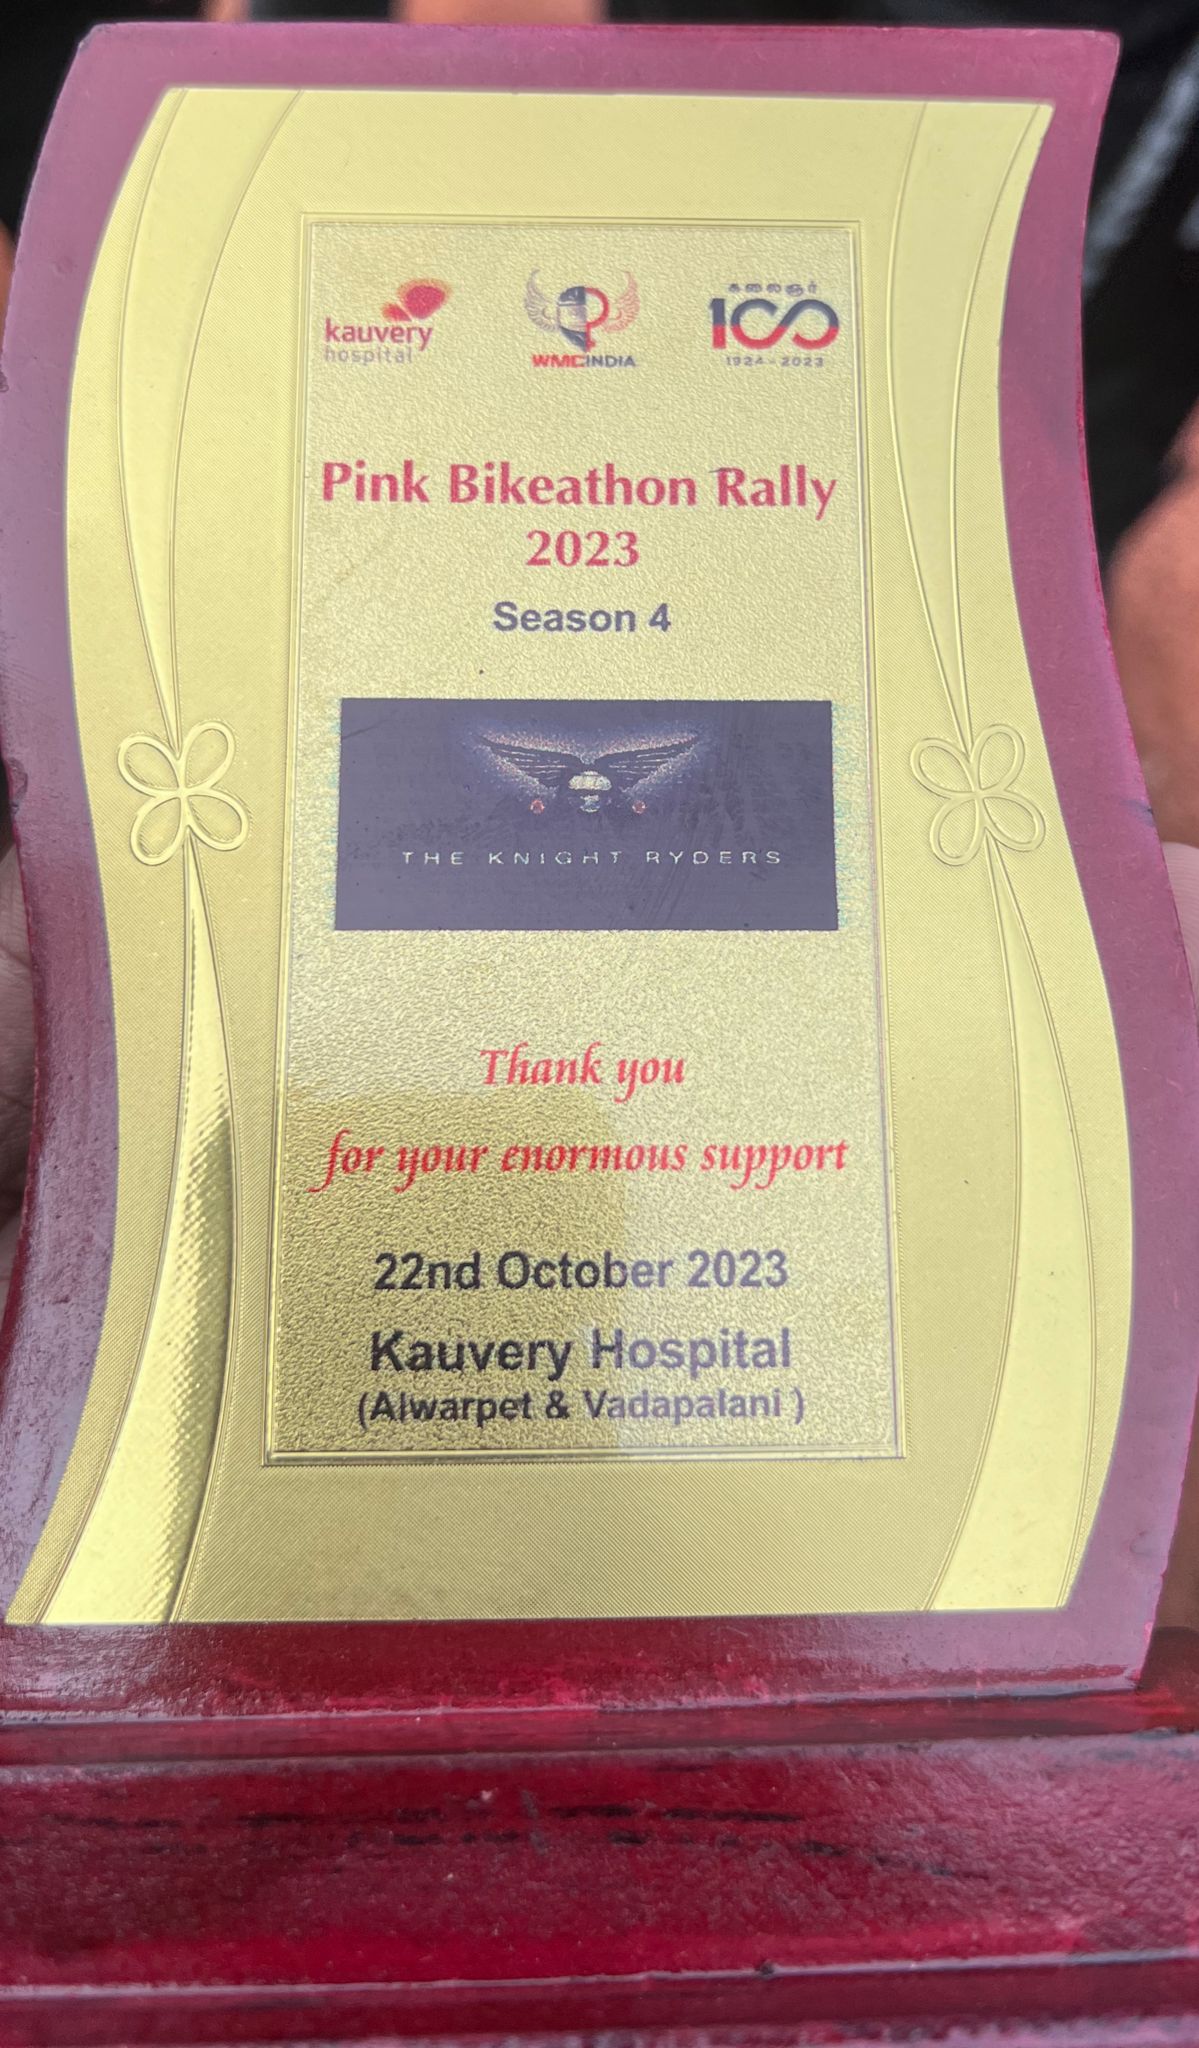 kauvery
hospital
WMCINDIA
கலைஞர்
100
1924 - 2023
Pink Bikeathon Rally
2023
Season 4
THE KNIGHT RYDERS
Thank you
for your enormous support
22nd October 2023
Kauvery Hospital
(Alwarpet & Vadapalani )